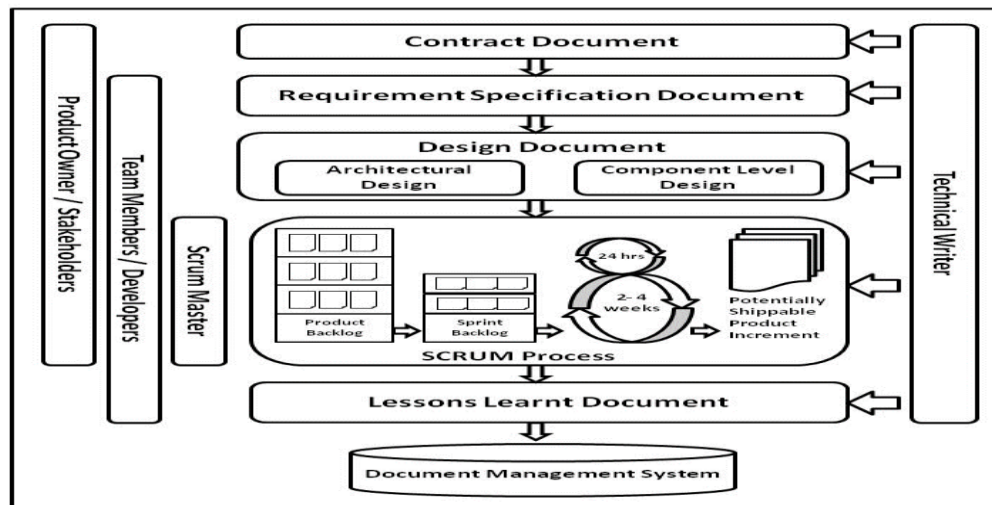 Product Owner / Stakeholders
Team Members / Developers
Scrum Master
Contract Document
Requirement Specification Document
Design Document
Architectural
Design
Component Level
Design
Product
Backlog
Sprint
Backlog
24 hrs
2- 4
weeks
Potentially
Shippable
Product
Increment
SCRUM Process
Lessons Learnt Document
Document Management System
Technical Writer